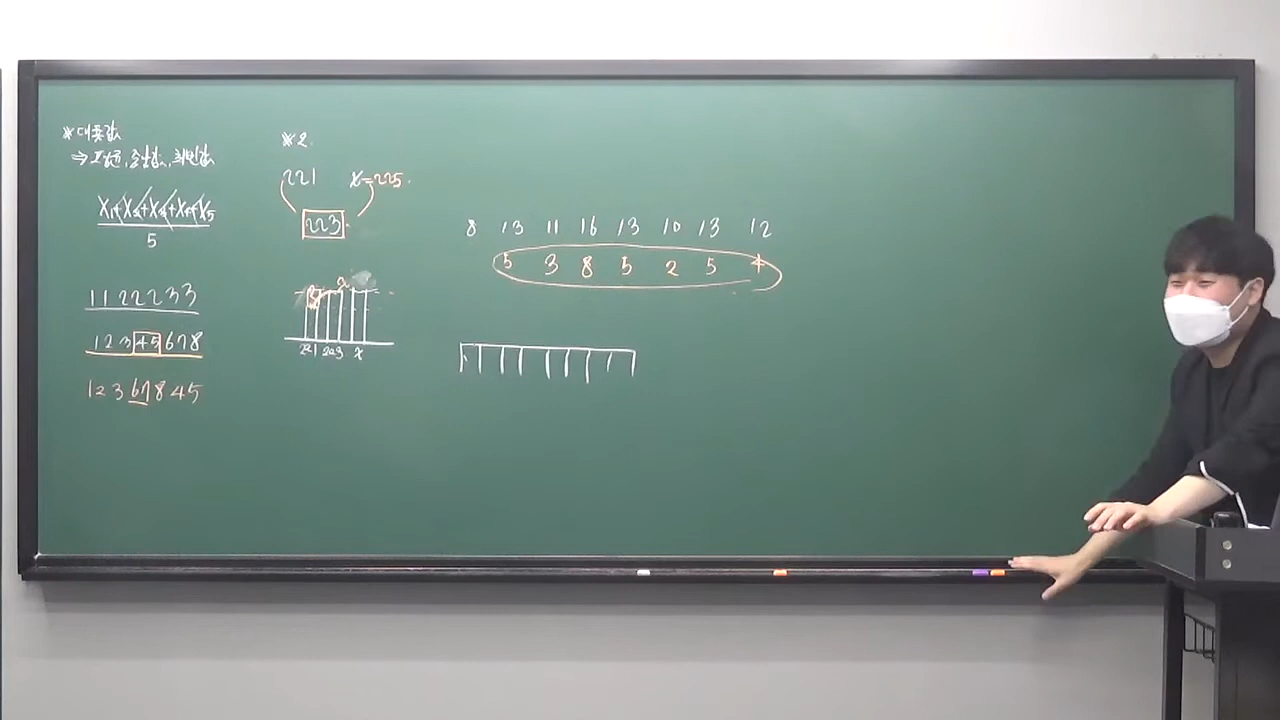 ※ 대푯값
⇒ 평균, 중앙값, 최빈값
X₁+X₂+X₃+X₄+X₅
5
1 1 2 2 2 3 3
1 2 3 4 5 6 7 8
1 2 3 6 7 8 4 5
※2.
221 x=225.
223
221 223 x
8 13 11 16 13 10 13 12
5 3 8 5 2 5 4